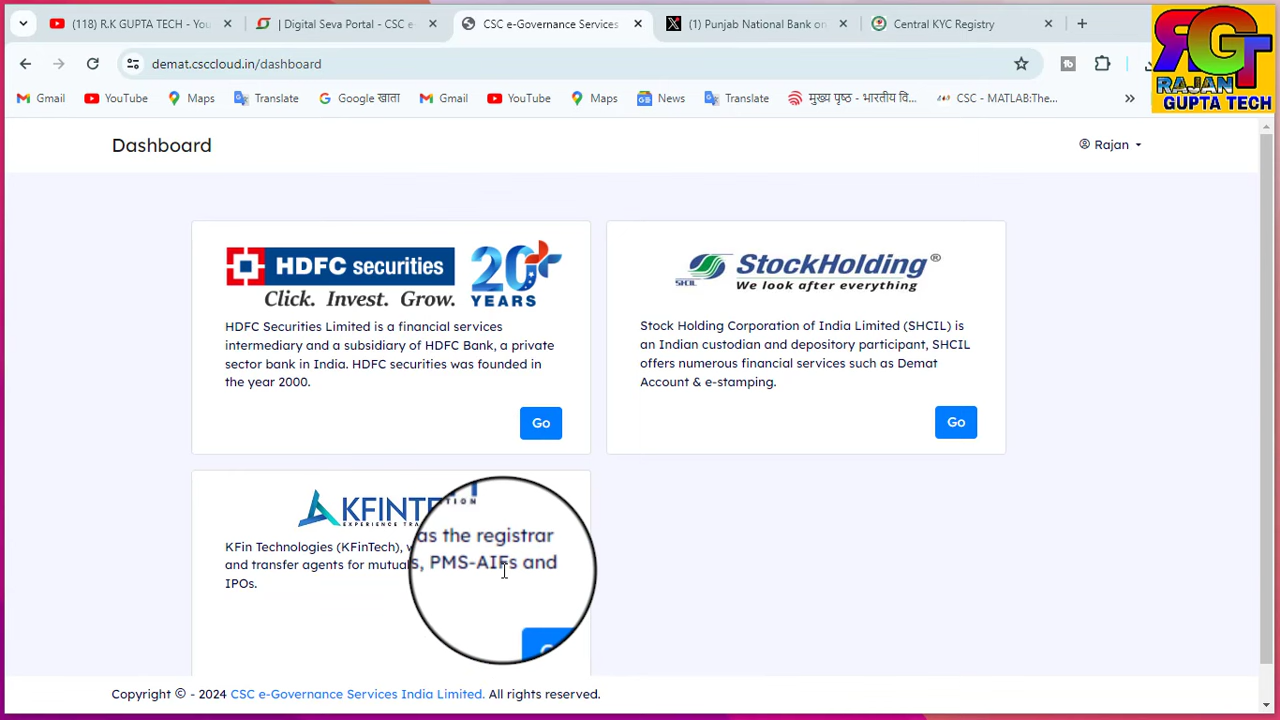 (118) R.K GUPTA TECH - You
| Digital Seva Portal - CSC e-
CSC e-Governance Services
(1) Punjab National Bank on
Central KYC Registry
demat.csccloud.in/dashboard
Gmail
YouTube
Maps
Translate
Google खाता
Gmail
YouTube
Maps
News
Translate
मुख्य पृष्ठ - भारतीय वि...
CSC - MATLAB:The...
RGT
RAJAN
GUPTA TECH
Dashboard
Rajan
HDFC securities
Click. Invest. Grow.
20+
YEARS
HDFC Securities Limited is a financial services
intermediary and a subsidiary of HDFC Bank, a private
sector bank in India. HDFC securities was founded in
the year 2000.
Go
SHCIL
StockHolding®
We look after everything
Stock Holding Corporation of India Limited (SHCIL) is
an Indian custodian and depository participant, SHCIL
offers numerous financial services such as Demat
Account & e-stamping.
Go
KFINT
EXPERIENCE
KFin Technologies (KFinTech), as the registrar
and transfer agents for mutual s, PMS-AIFs and
IPOs.
Copyright © - 2024 CSC e-Governance Services India Limited. All rights reserved.